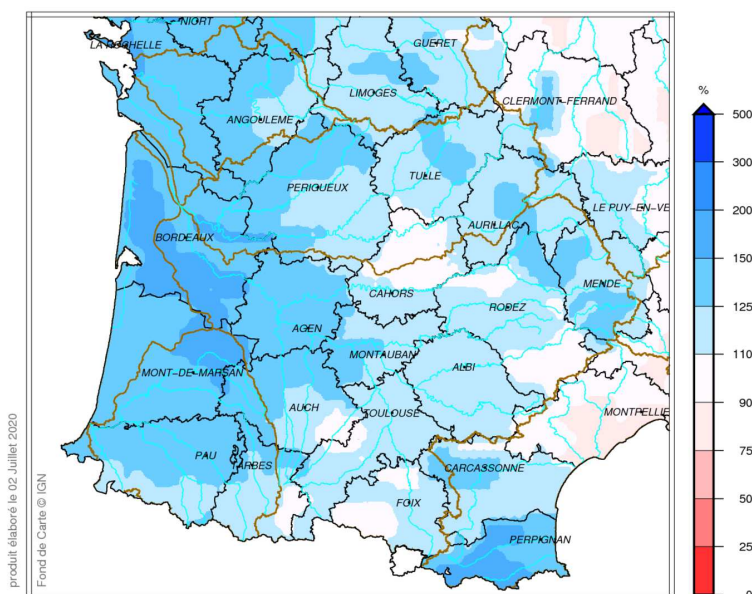 NIORT
LA ROCHELLE
GUERET
LIMOGES
CLERMONT-FERRAND
ANGOULEME
TULLE
PERIGUEUX
LE PUY-EN-VE
AURILLAC
BORDEAUX
MENDE
CAHORS
RODEZ
AGEN
MONTAUBAN
ALBI
MONT-DE-MARSAN
AUCH
TOULOUSE
MONTPELLIE
PAU
ARBES
CARCASSONNE
FOIX
PERPIGNAN
%
500
300
200
150
125
110
90
75
50
25
0
produit élaboré le 02 Juillet 2020
Fond de Carte © IGN